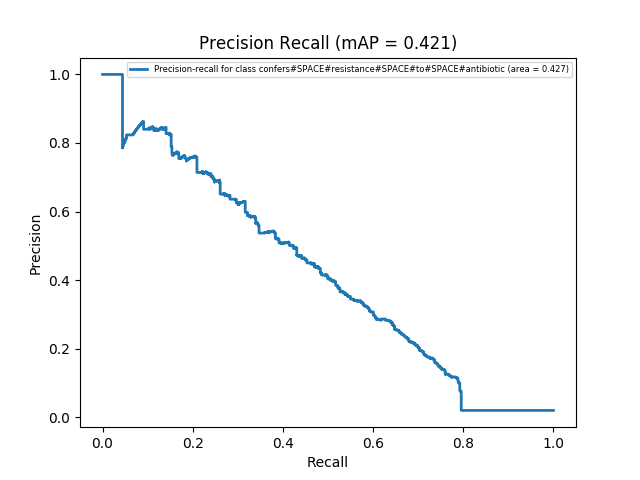 Precision Recall (mAP = 0.421)
Precision-recall for class confers#SPACE#resistance#SPACE#to#SPACE#antibiotic (area = 0.427)
1.0
0.8
0.6
0.4
0.2
0.0
Precision
0.0 0.2 0.4 0.6 0.8 1.0
Recall